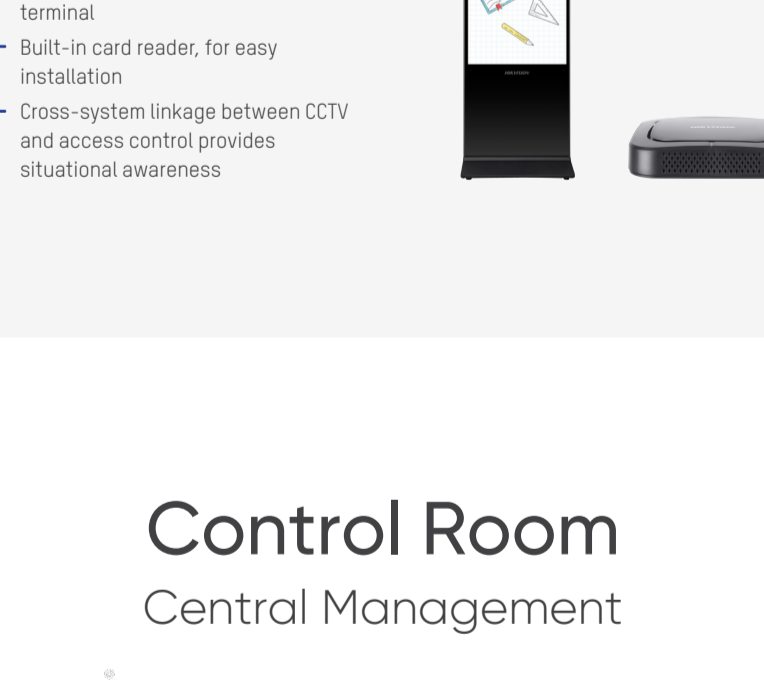 terminal
- Built-in card reader, for easy
installation
- Cross-system linkage between CCTV
and access control provides
situational awareness
HIKVISION
Control Room
Central Management